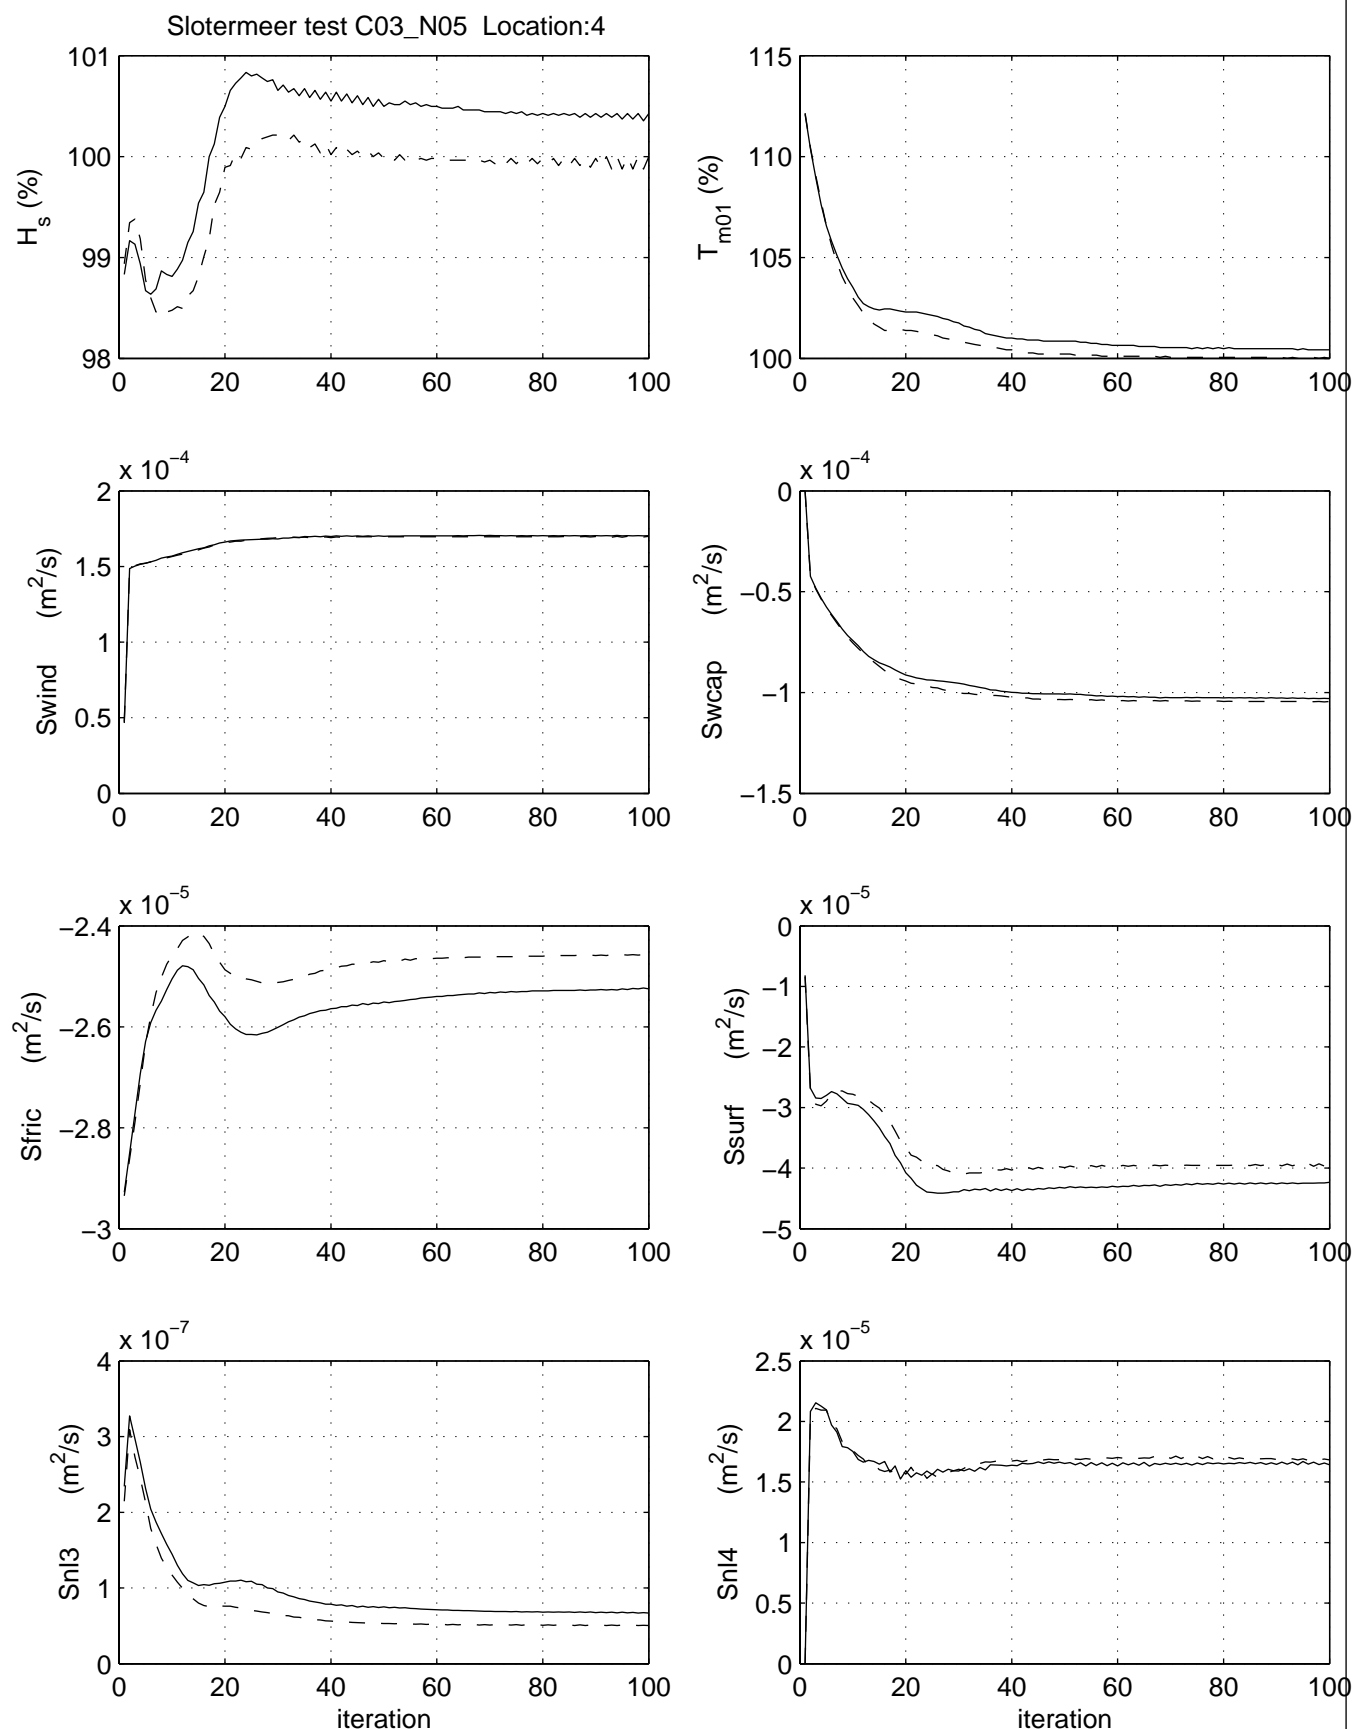 Slotermeer test C03_N05 Location:4
101
100
99
98
H_s (%)
0 20 40 60 80 100
115
110
105
100
T_m01 (%)
0 20 40 60 80 100
x 10^−4
2
1.5
1
0.5
0
Swind (m^2/s)
0 20 40 60 80 100
x 10^−4
0
−0.5
−1
−1.5
Swcap (m^2/s)
0 20 40 60 80 100
x 10^−5
−2.4
−2.6
−2.8
−3
Sfric (m^2/s)
0 20 40 60 80 100
x 10^−5
0
−1
−2
−3
−4
−5
Ssurf (m^2/s)
0 20 40 60 80 100
x 10^−7
4
3
2
1
0
Snl3 (m^2/s)
0 20 40 60 80 100
iteration
x 10^−5
2.5
2
1.5
1
0.5
0
Snl4 (m^2/s)
0 20 40 60 80 100
iteration